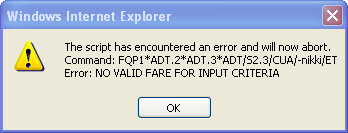 Windows Internet Explorer
The script has encountered an error and will now abort.
Command: FQP1*ADT.2*ADT.3*ADT/S2.3/CUA/-nikki/ET
Error: NO VALID FARE FOR INPUT CRITERIA
OK